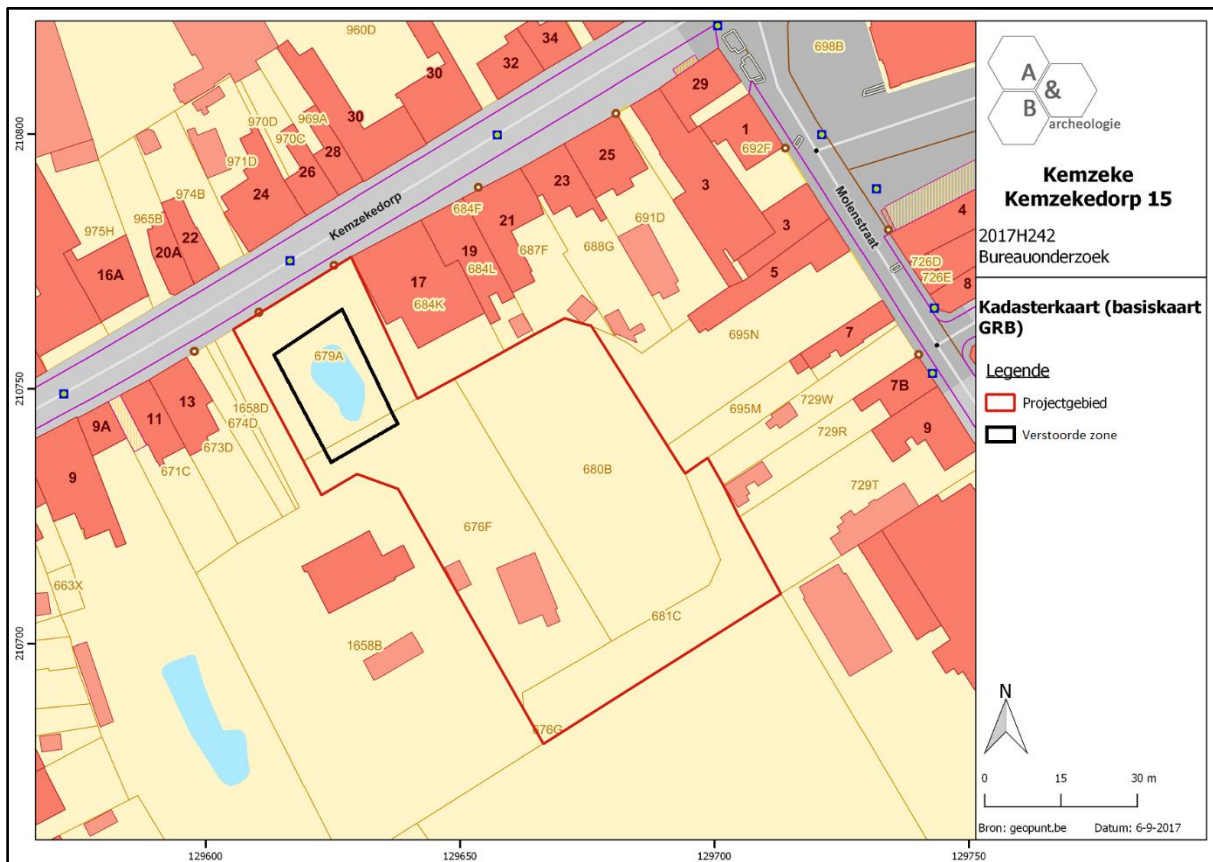 960D
34
32
30
698B
29
970D
969A
30
1
692F
970C
28
971D
26
25
3
974B
24
23
Molenstraat
965B
22
Kemzekedorp
684F
21
691D
3
4
975H
20A
687F
688G
726D
16A
19
684L
5
726E
8
17
684K
695N
679A
7
1658D
13
674D
7B
9A
11
673D
695M
729W
9
671C
729R
9
680B
729T
676F
663X
681C
1658B
676G
210800
210750
210700
129600
129650
129700
129750
A
&
B
archeologie
Kemzeke
Kemzekedorp 15
2017H242
Bureauonderzoek
Kadasterkaart (basiskaart
GRB)
Legende
Projectgebied
Verstoorde zone
N
0 15 30 m
Bron: geopunt.be Datum: 6-9-2017